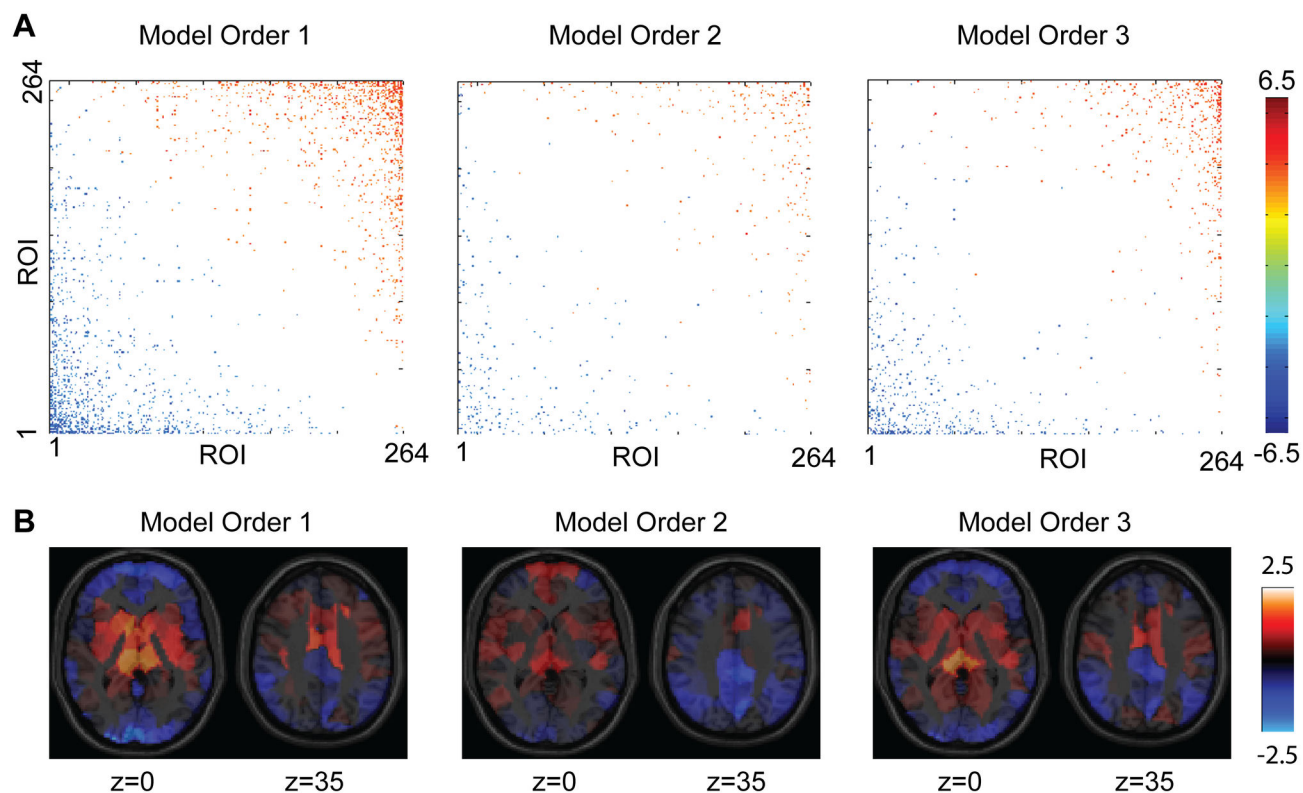 A
Model Order 1
Model Order 2
Model Order 3
264
ROI
1
1
ROI
264
1
ROI
264
1
ROI
264
6.5
-6.5
B
Model Order 1
Model Order 2
Model Order 3
2.5
-2.5
z=0
z=35
z=0
z=35
z=0
z=35